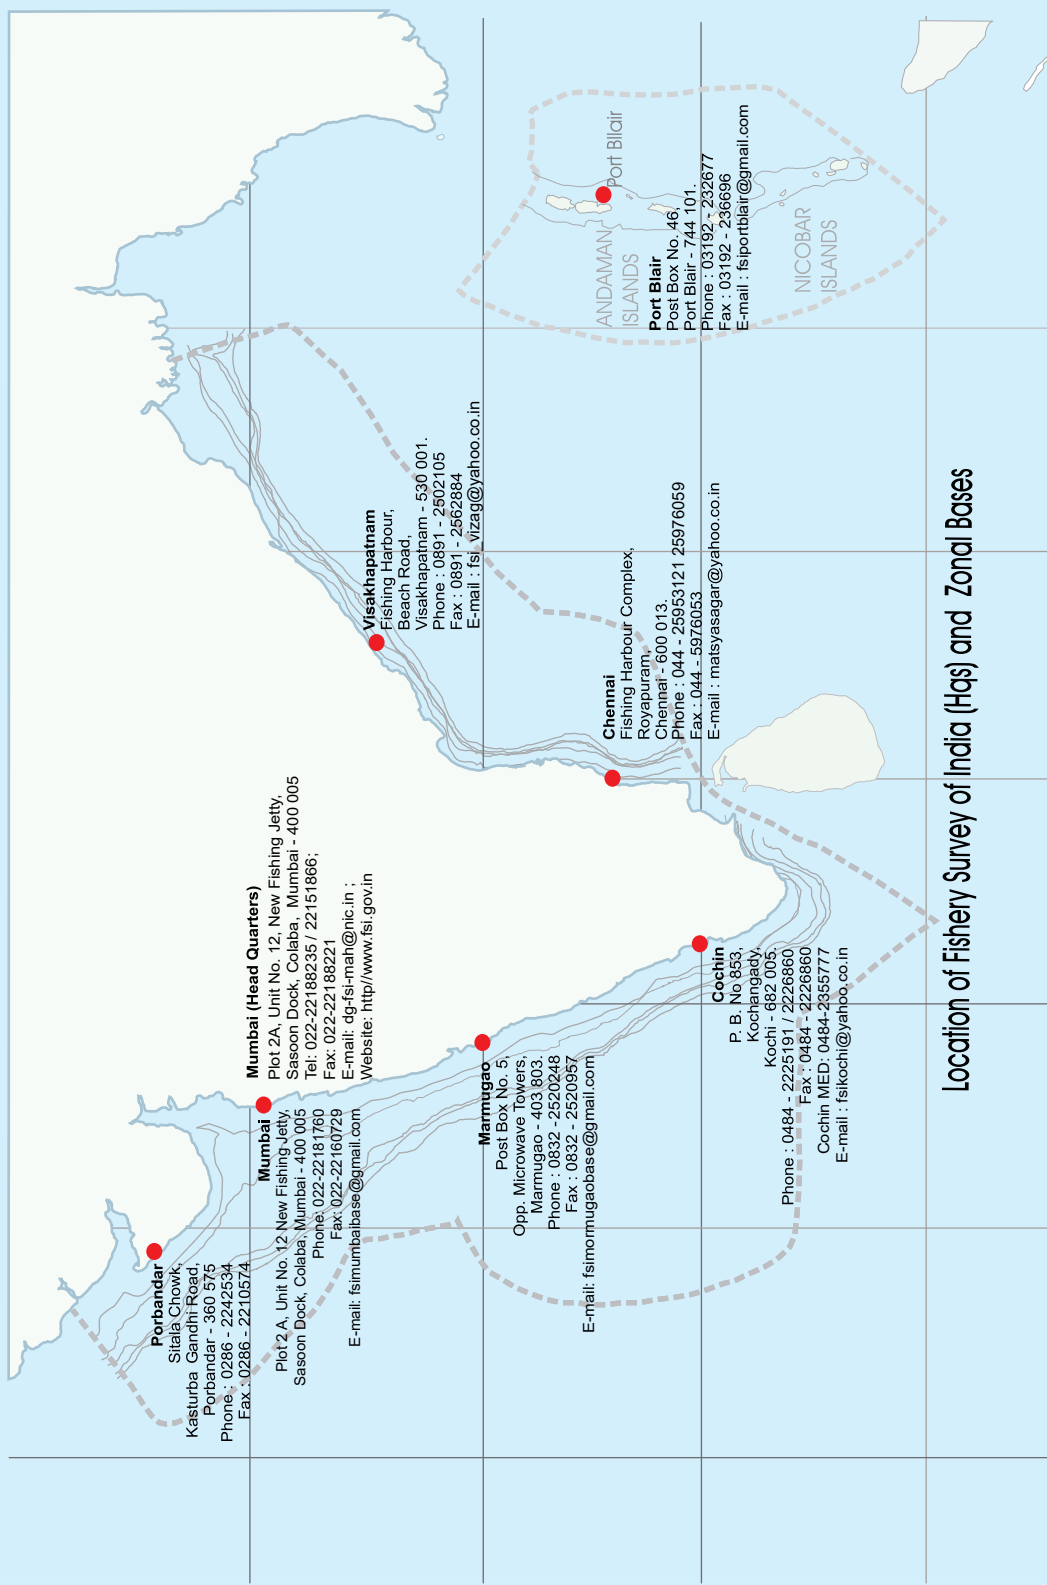 Porbandar
Sitala Chowk,
Kasturba Gandhi Road,
Porbandar - 360 575
Phone : 0286 - 2242534
Fax : 0286 - 2210574
Mumbai
Plot 2 A, Unit No. 12 New Fishing Jetty,
Sasoon Dock, Colaba, Mumbai - 400 005
Phone: 022-22181760
Fax: 022-22160729
E-mail: fsimumbaibase@gmail.com
Mumbai (Head Quarters)
Plot 2A, Unit No. 12, New Fishing Jetty,
Sasoon Dock, Colaba, Mumbai - 400 005
Tel: 022-22188235 / 22151866;
Fax: 022-22188221
E-mail: dg-fsi-mah@nic.in ;
Website: http//www.fsi.gov.in
Marmugao
Post Box No. 5,
Opp. Microwave Towers,
Marmugao - 403 803.
Phone : 0832 -2520248
Fax : 0832 - 2520957
E-mail: fsimormugaobase@gmail.com
Cochin
P. B. No 853,
Kochangady,
Kochi - 682 005.
Phone : 0484 - 2225191 / 2226860
Fax : 0484 - 2226860
Cochin MED: 0484-2355777
E-mail : fsikochi@yahoo.co.in
Visakhapatnam
Fishing Harbour,
Beach Road,
Visakhapatnam - 530 001.
Phone : 0891 - 2502105
Fax : 0891 - 2562884
E-mail : fsi_vizag@yahoo.co.in
Chennai
Fishing Harbour Complex,
Royapuram,
Chennai - 600 013.
Phone : 044 - 25953121 25976059
Fax : 044 - 5976053
E-mail : matsyasagar@yahoo.co.in
Port Bllair
ANDAMAN
ISLANDS
Port Blair
Post Box No. 46,
Port Blair - 744 101.
Phone : 03192 - 232677
Fax : 03192 - 236696
E-mail : fsiportblair@gmail.com
NICOBAR
ISLANDS
Location of Fishery Survey of India (Hqs) and Zonal Bases